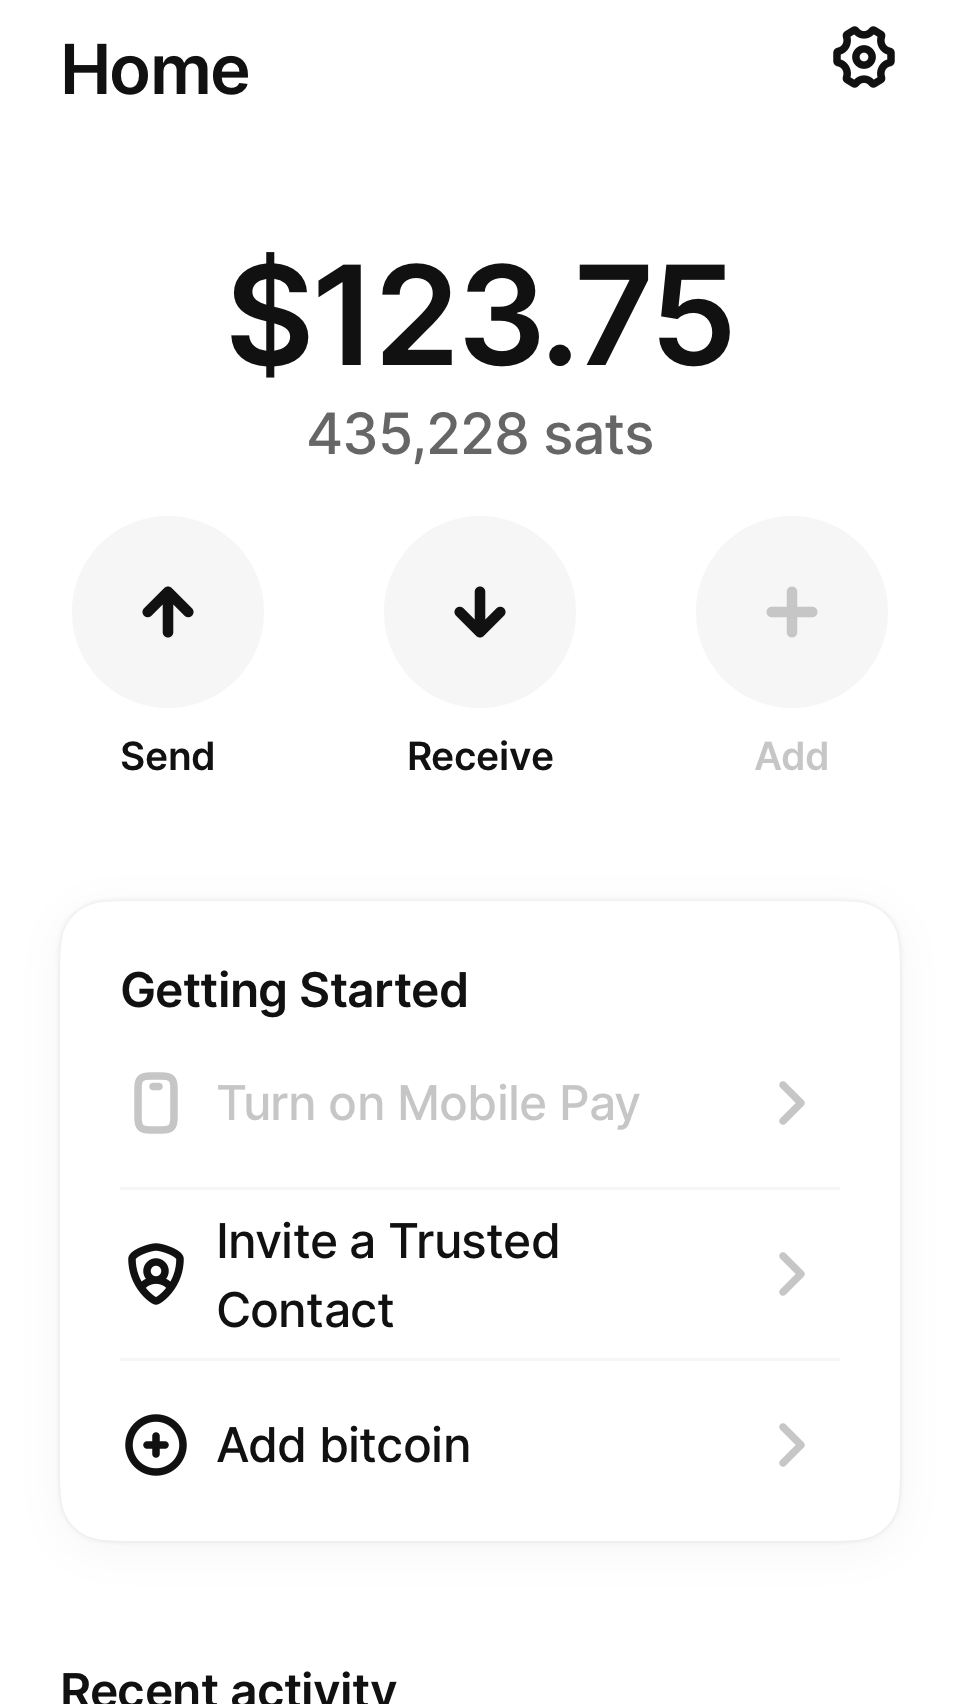 Home
$123.75
435,228 sats
Send
Receive
Add
Getting Started
Turn on Mobile Pay
Invite a Trusted
Contact
Add bitcoin
Recent activity